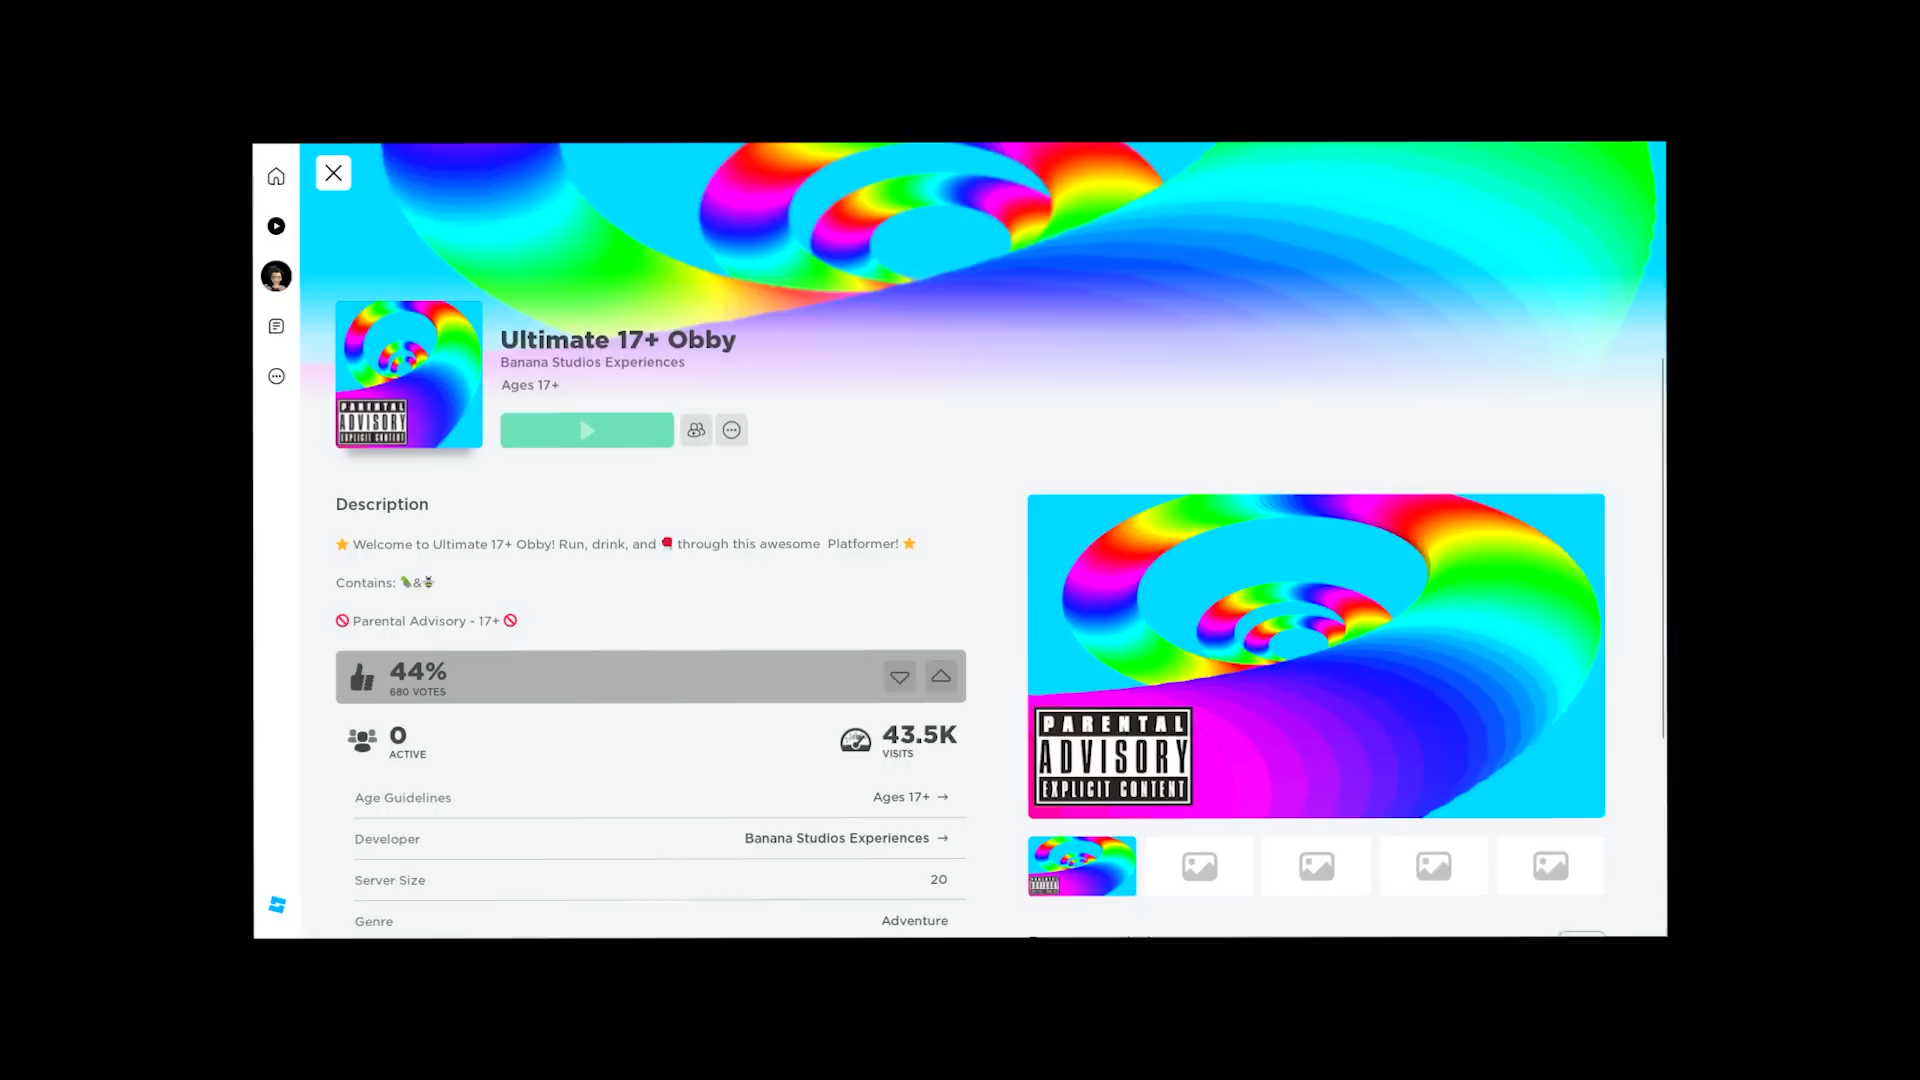 Ultimate 17+ Obby
Banana Studios Experiences
Ages 17+
PARENTAL
ADVISORY
EXPLICIT CONTENT
Description
⭐ Welcome to Ultimate 17+ Obby! Run, drink, and 🥊 through this awesome Platformer! ⭐
Contains: 🥒&🐝
🚫 Parental Advisory - 17+ 🚫
44%
680 VOTES
0
ACTIVE
43.5K
VISITS
Age Guidelines
Ages 17+ →
Developer
Banana Studios Experiences →
Server Size
20
Genre
Adventure
PARENTAL
ADVISORY
EXPLICIT CONTENT